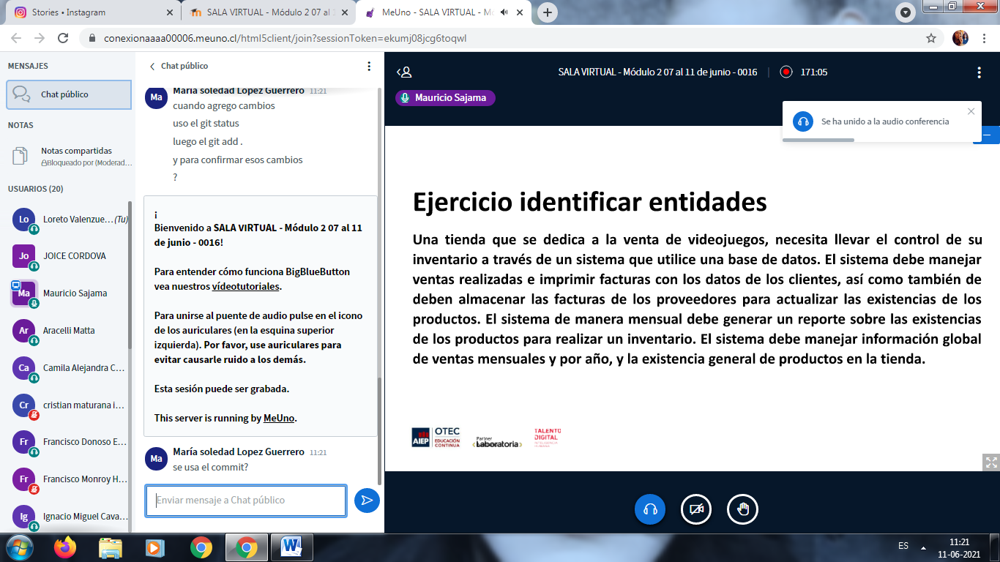 Stories • Instagram
SALA VIRTUAL - Módulo 2 07 al
MeUno - SALA VIRTUAL - M
conexionaaaa00006.meuno.cl/html5client/join?sessionToken=ekumj08jcg6toqwl
MENSAJES
Chat público
NOTAS
Notas compartidas
Bloqueado por (Moderad...
USUARIOS (20)
Lo
Loreto Valenzue... (Tu)
Jo
JOICE CORDOVA
Ma
Mauricio Sajama
Ar
Aracelli Matta
Ca
Camila Alejandra C...
Cr
cristian maturana i...
Fr
Francisco Donoso E...
Fr
Francisco Monroy H...
Ig
Ignacio Miguel Cava...
Chat público
Ma
María soledad Lopez Guerrero 11:21
cuando agrego cambios
uso el git status
luego el git add .
y para confirmar esos cambios
?
¡
Bienvenido a SALA VIRTUAL - Módulo 2 07 al 11
de junio - 0016!
Para entender cómo funciona BigBlueButton
vea nuestros vídeotutoriales.
Para unirse al puente de audio pulse en el icono
de los auriculares (en la esquina superior
izquierda). Por favor, use auriculares para
evitar causarle ruido a los demás.
Esta sesión puede ser grabada.
This server is running by MeUno.
Ma
María soledad Lopez Guerrero 11:21
se usa el commit?
Enviar mensaje a Chat público
SALA VIRTUAL - Módulo 2 07 al 11 de junio - 0016 | 171:05
Mauricio Sajama
Se ha unido a la audio conferencia
Ejercicio identificar entidades
Una tienda que se dedica a la venta de videojuegos, necesita llevar el control de su
inventario a través de un sistema que utilice una base de datos. El sistema debe manejar
ventas realizadas e imprimir facturas con los datos de los clientes, así como también de
deben almacenar las facturas de los proveedores para actualizar las existencias de los
productos. El sistema de manera mensual debe generar un reporte sobre las existencias
de los productos para realizar un inventario. El sistema debe manejar información global
de ventas mensuales y por año, y la existencia general de productos en la tienda.
AIEP
OTEC
EDUCACIÓN
CONTINUA
Partner
Laboratoria
TALENTO
DIGITAL
ES
11:21
11-06-2021